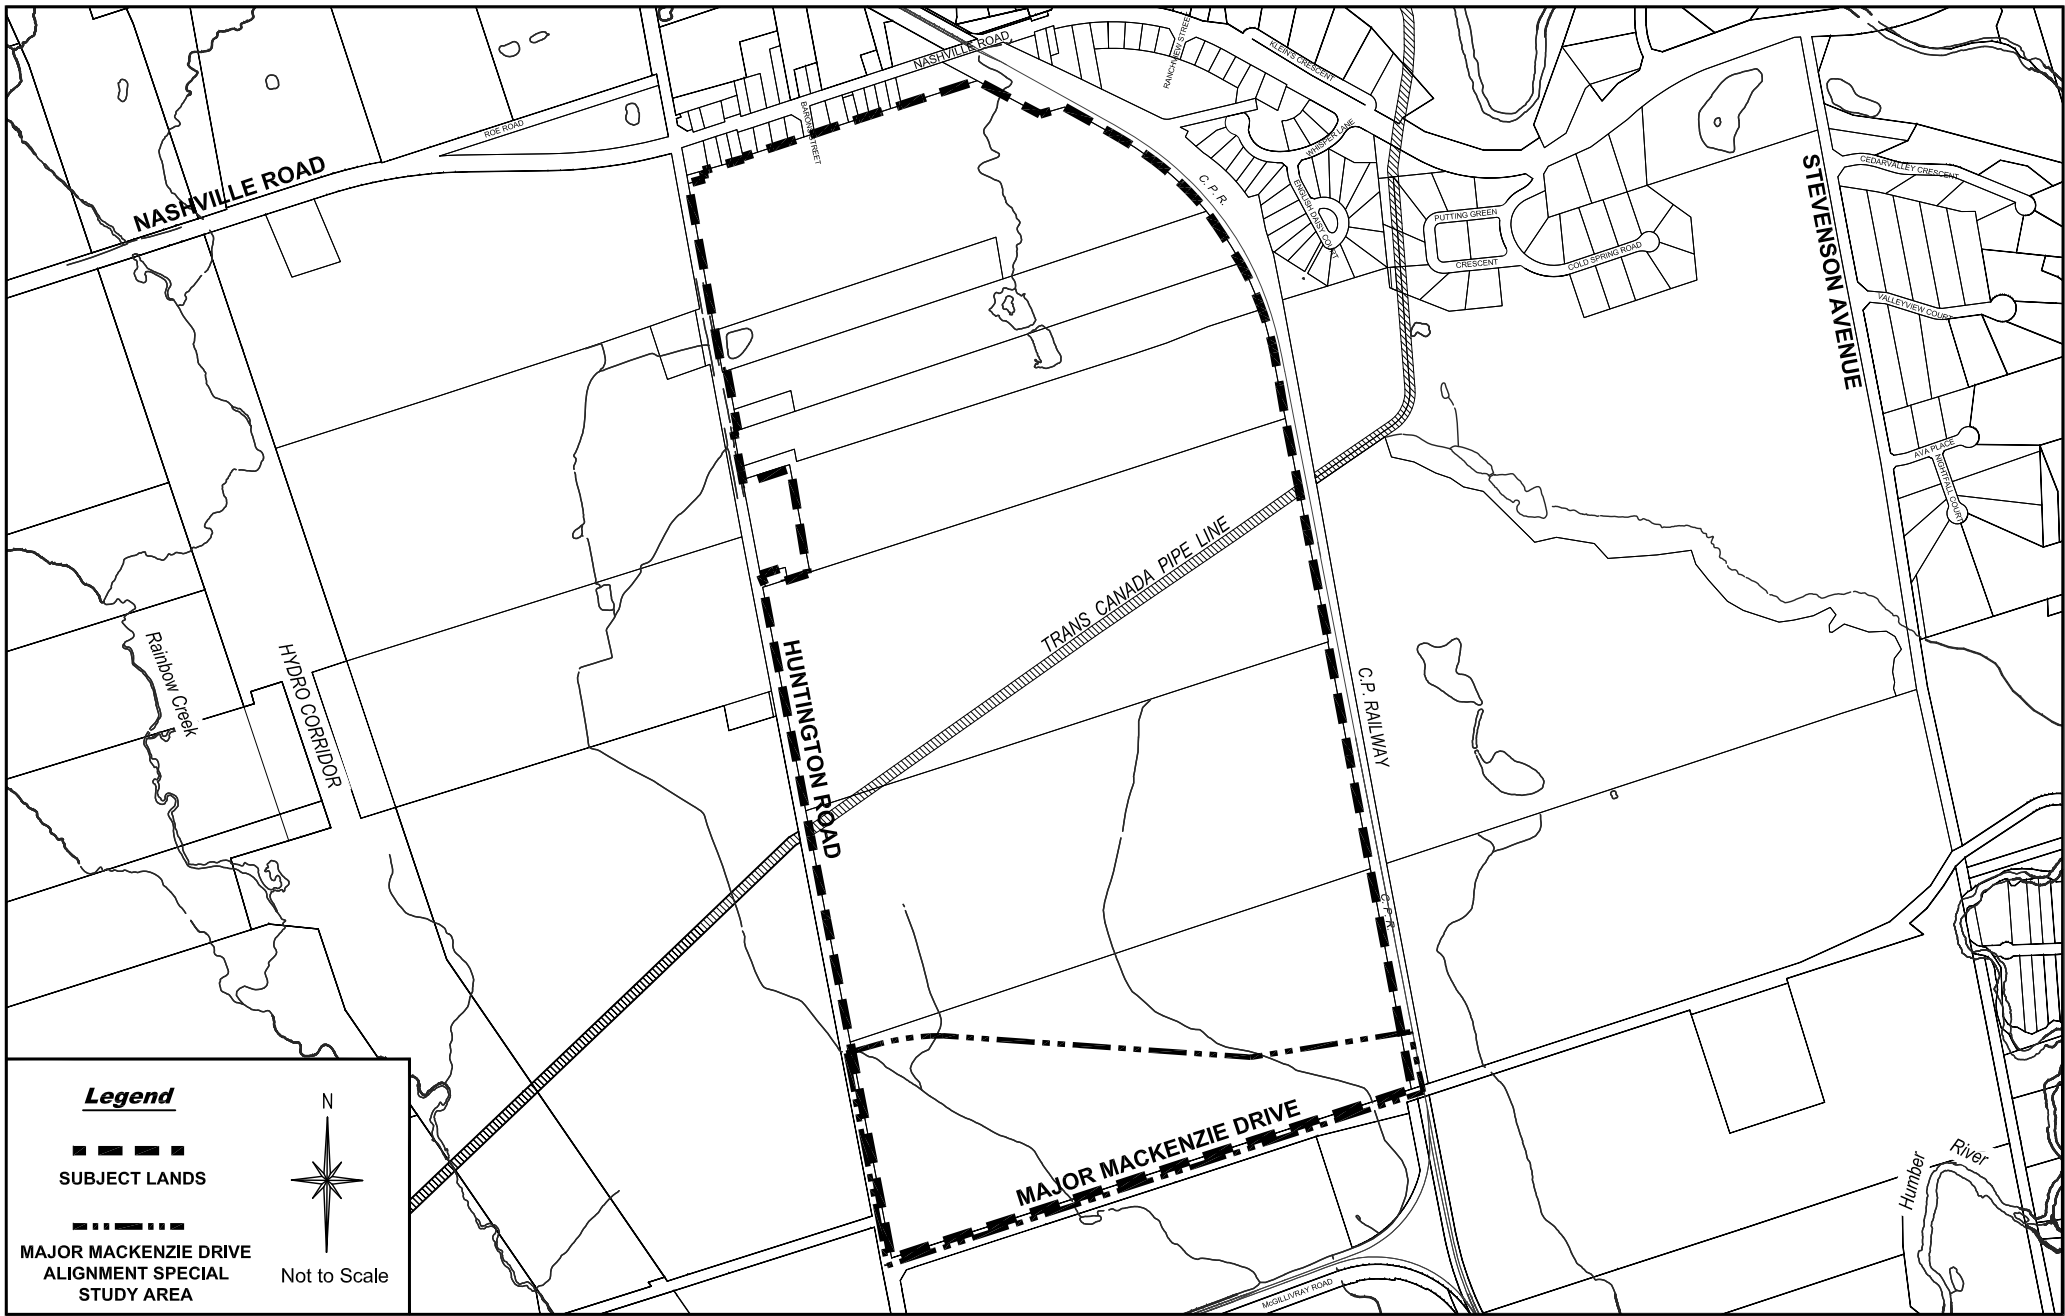 NASHVILLE ROAD
RANCHVIEW STREET
KLEIN'S CRESCENT
ROE ROAD
BARONS STREET
WHISPER LANE
NASHVILLE ROAD
C. P. R.
ENGLISH DAISY COURT
PUTTING GREEN
CRESCENT
COLD SPRING ROAD
STEVENSON AVENUE
CEDARVALLEY CRESCENT
VALLEYVIEW COURT
AVA PLACE
NIGHTFALL COURT
TRANS CANADA PIPE LINE
Rainbow Creek
HYDRO CORRIDOR
HUNTINGTON ROAD
C.P. RAILWAY
C. P. R.
MAJOR MACKENZIE DRIVE
McGILLIVRAY ROAD
Humber River
Legend
N
SUBJECT LANDS
MAJOR MACKENZIE DRIVE
ALIGNMENT SPECIAL
STUDY AREA
Not to Scale